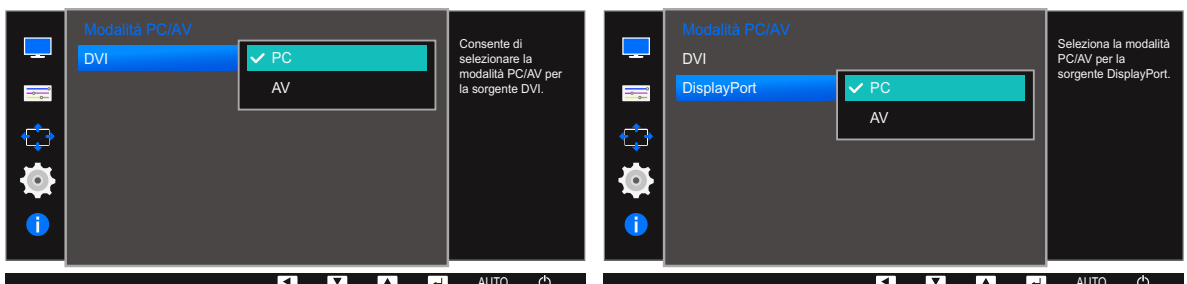 Modalità PC/AV
DVI
PC
AV
Consente di
selezionare la
modalità PC/AV per
la sorgente DVI.
AUTO
Modalità PC/AV
DVI
DisplayPort
PC
AV
Seleziona la modalità
PC/AV per la
sorgente DisplayPort.
AUTO